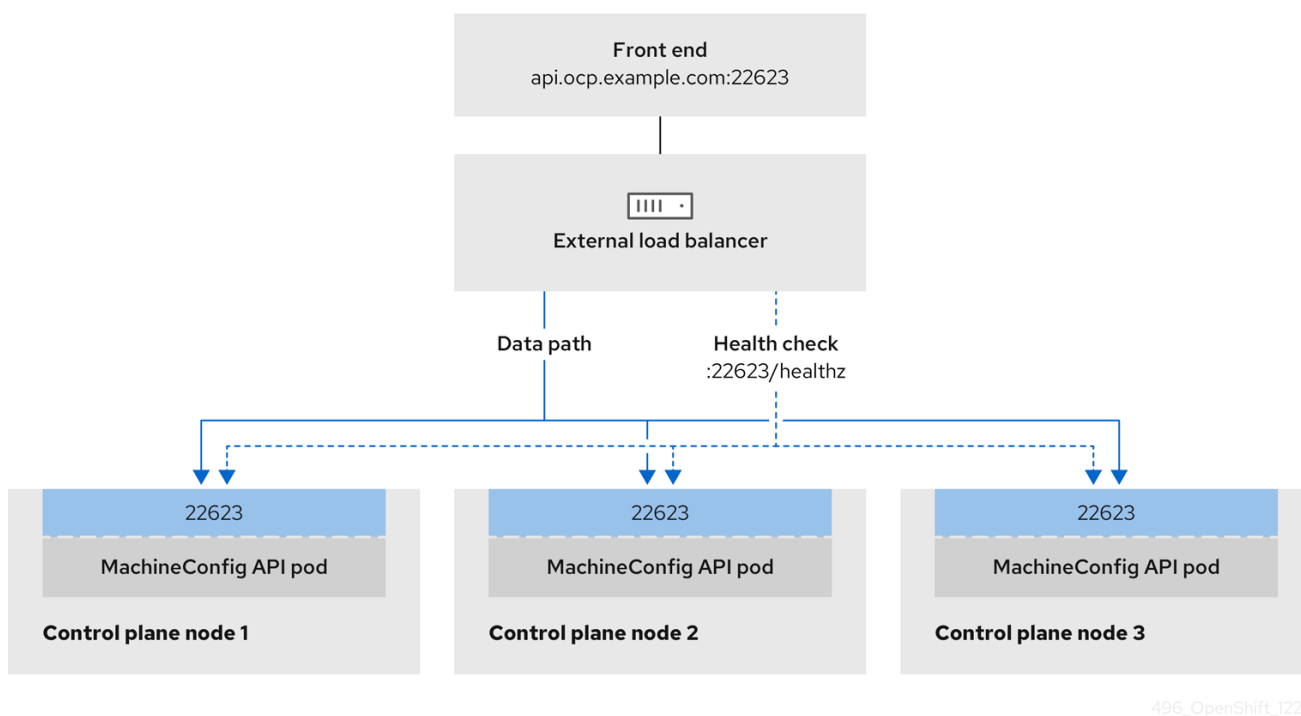 Front end
api.ocp.example.com:22623
External load balancer
Data path
Health check
:22623/healthz
22623
22623
22623
MachineConfig API pod
MachineConfig API pod
MachineConfig API pod
Control plane node 1
Control plane node 2
Control plane node 3
496_OpenShift_122